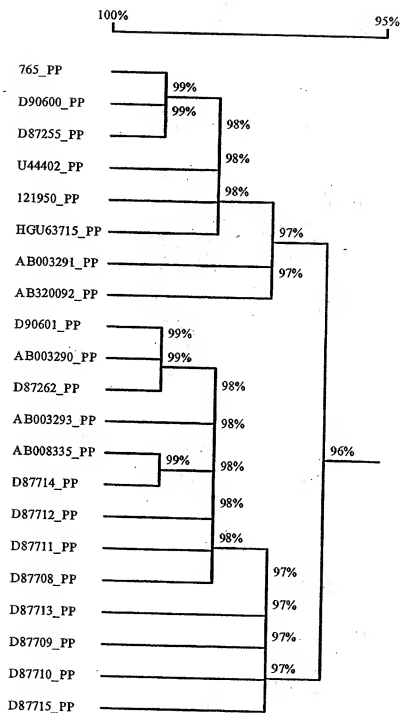 100% 95%
765_PP
99%
D90600_PP
99%
98%
D87255_PP
98%
U44402_PP
98%
121950_PP
HGU63715_PP
97%
AB003291_PP
97%
AB320092_PP
D90601_PP
99%
AB003290_PP
99%
D87262_PP
98%
AB003293_PP
98%
AB008335_PP
99%
98%
96%
D87714_PP
98%
D87712_PP
98%
D87711_PP
97%
D87708_PP
97%
D87713_PP
97%
D87709_PP
97%
D87710_PP
D87715_PP